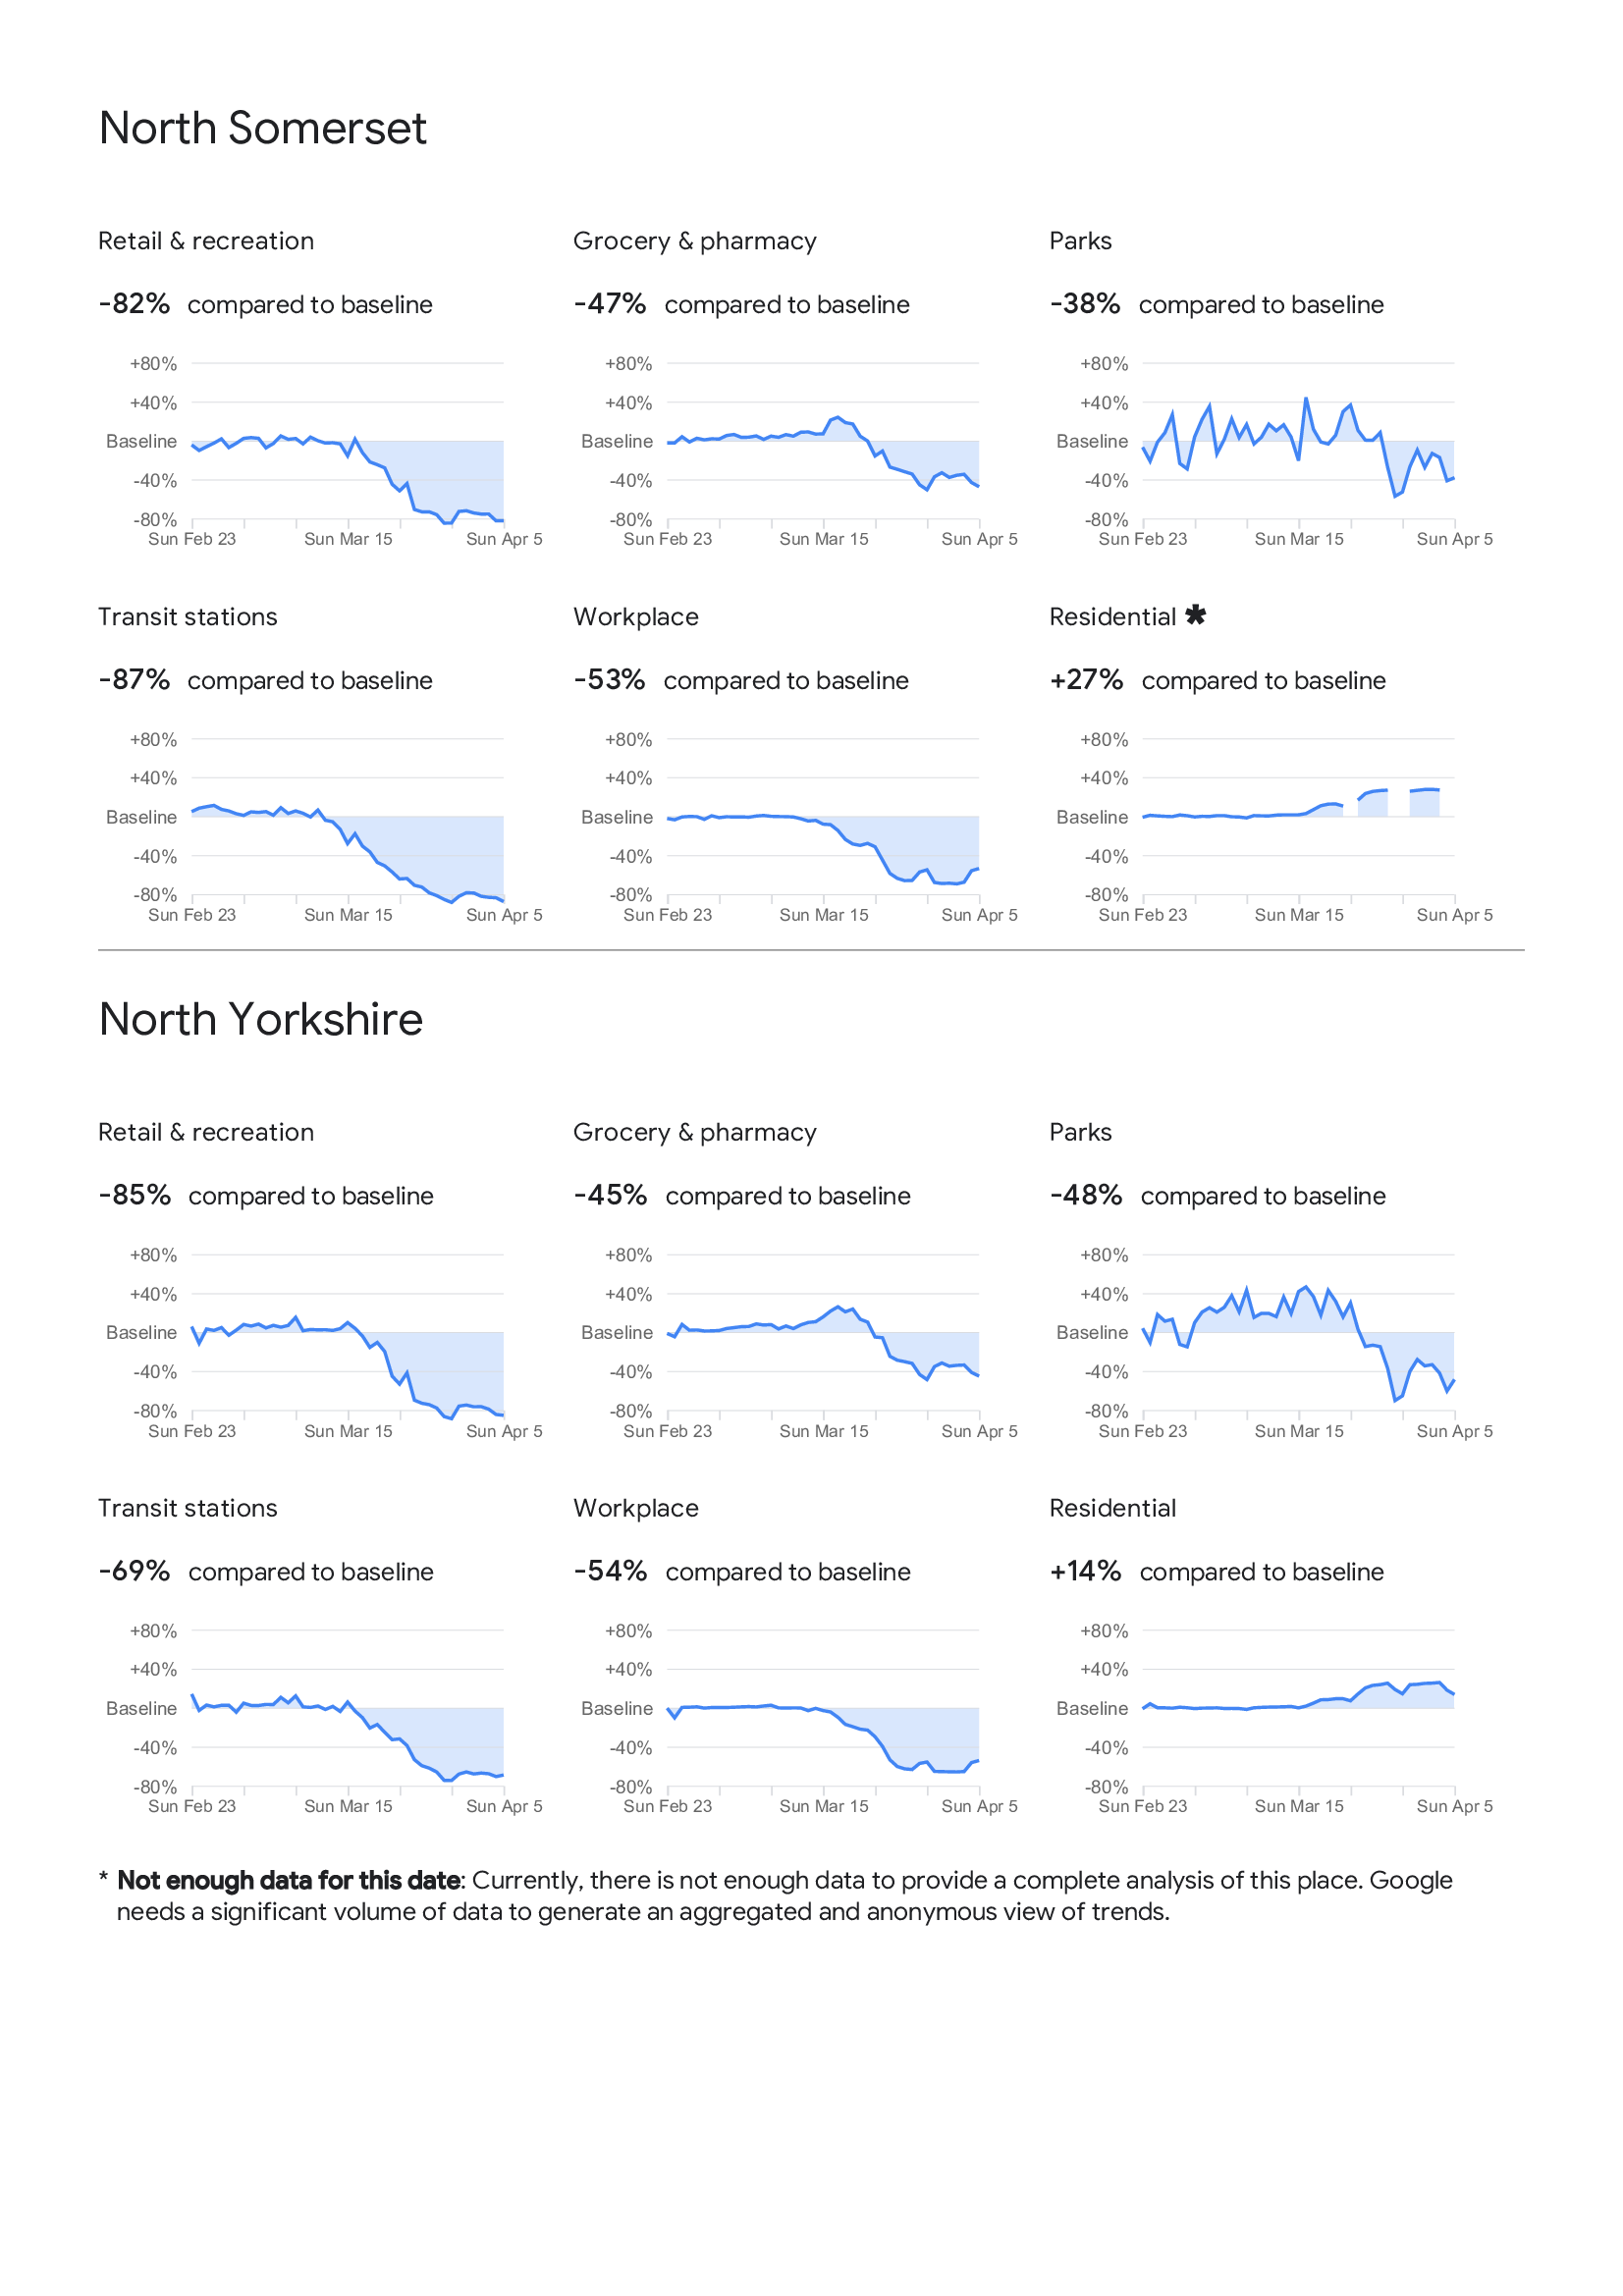 North Somerset
Retail & recreation
Grocery & pharmacy
Parks
-82% compared to baseline
-47% compared to baseline
-38% compared to baseline
+80%
+40%
Baseline
-40%
-80%
Sun Feb 23
Sun Mar 15
Sun Apr 5
+80%
+40%
Baseline
-40%
-80%
Sun Feb 23
Sun Mar 15
Sun Apr 5
+80%
+40%
Baseline
-40%
-80%
Sun Feb 23
Sun Mar 15
Sun Apr 5
Transit stations
Workplace
Residential *
-87% compared to baseline
-53% compared to baseline
+27% compared to baseline
+80%
+40%
Baseline
-40%
-80%
Sun Feb 23
Sun Mar 15
Sun Apr 5
+80%
+40%
Baseline
-40%
-80%
Sun Feb 23
Sun Mar 15
Sun Apr 5
+80%
+40%
Baseline
-40%
-80%
Sun Feb 23
Sun Mar 15
Sun Apr 5
North Yorkshire
Retail & recreation
Grocery & pharmacy
Parks
-85% compared to baseline
-45% compared to baseline
-48% compared to baseline
+80%
+40%
Baseline
-40%
-80%
Sun Feb 23
Sun Mar 15
Sun Apr 5
+80%
+40%
Baseline
-40%
-80%
Sun Feb 23
Sun Mar 15
Sun Apr 5
+80%
+40%
Baseline
-40%
-80%
Sun Feb 23
Sun Mar 15
Sun Apr 5
Transit stations
Workplace
Residential
-69% compared to baseline
-54% compared to baseline
+14% compared to baseline
+80%
+40%
Baseline
-40%
-80%
Sun Feb 23
Sun Mar 15
Sun Apr 5
+80%
+40%
Baseline
-40%
-80%
Sun Feb 23
Sun Mar 15
Sun Apr 5
+80%
+40%
Baseline
-40%
-80%
Sun Feb 23
Sun Mar 15
Sun Apr 5
* Not enough data for this date: Currently, there is not enough data to provide a complete analysis of this place. Google
needs a significant volume of data to generate an aggregated and anonymous view of trends.